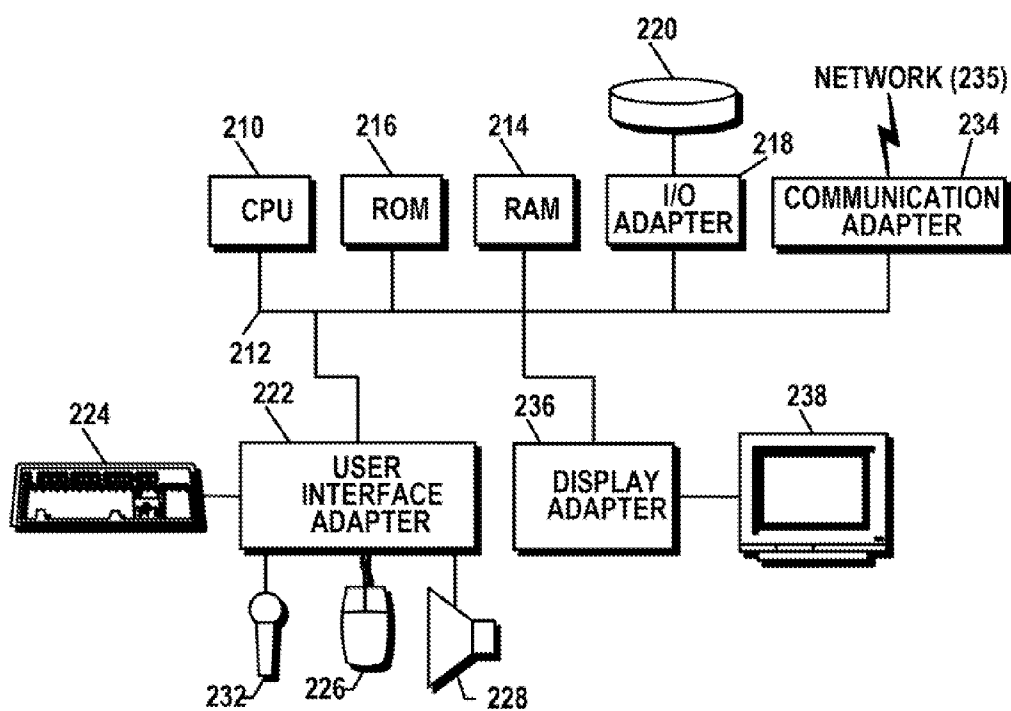 220
NETWORK (235)
210
216
214
218
234
CPU
ROM
RAM
I/O
ADAPTER
COMMUNICATION
ADAPTER
212
222
236
238
224
USER
INTERFACE
ADAPTER
DISPLAY
ADAPTER
232
226
228